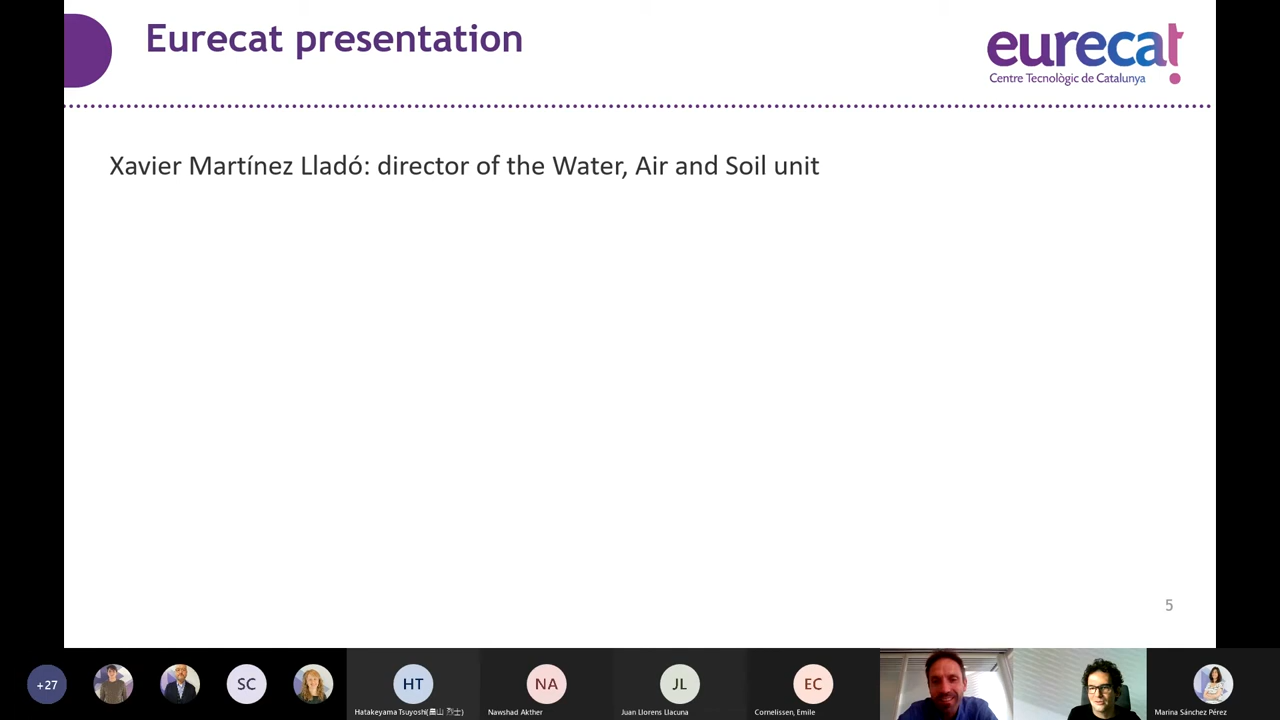 Eurecat presentation
eurecat
Centre Tecnològic de Catalunya
Xavier Martínez Lladó: director of the Water, Air and Soil unit
5
+27
SC
HT
NA
JL
EC
Hatakeyama Tsuyoshi(畠山 烈士)
Nawshad Akther
Juan Llorens Llacuna
Cornelissen, Emile
Marina Sánchez Pérez